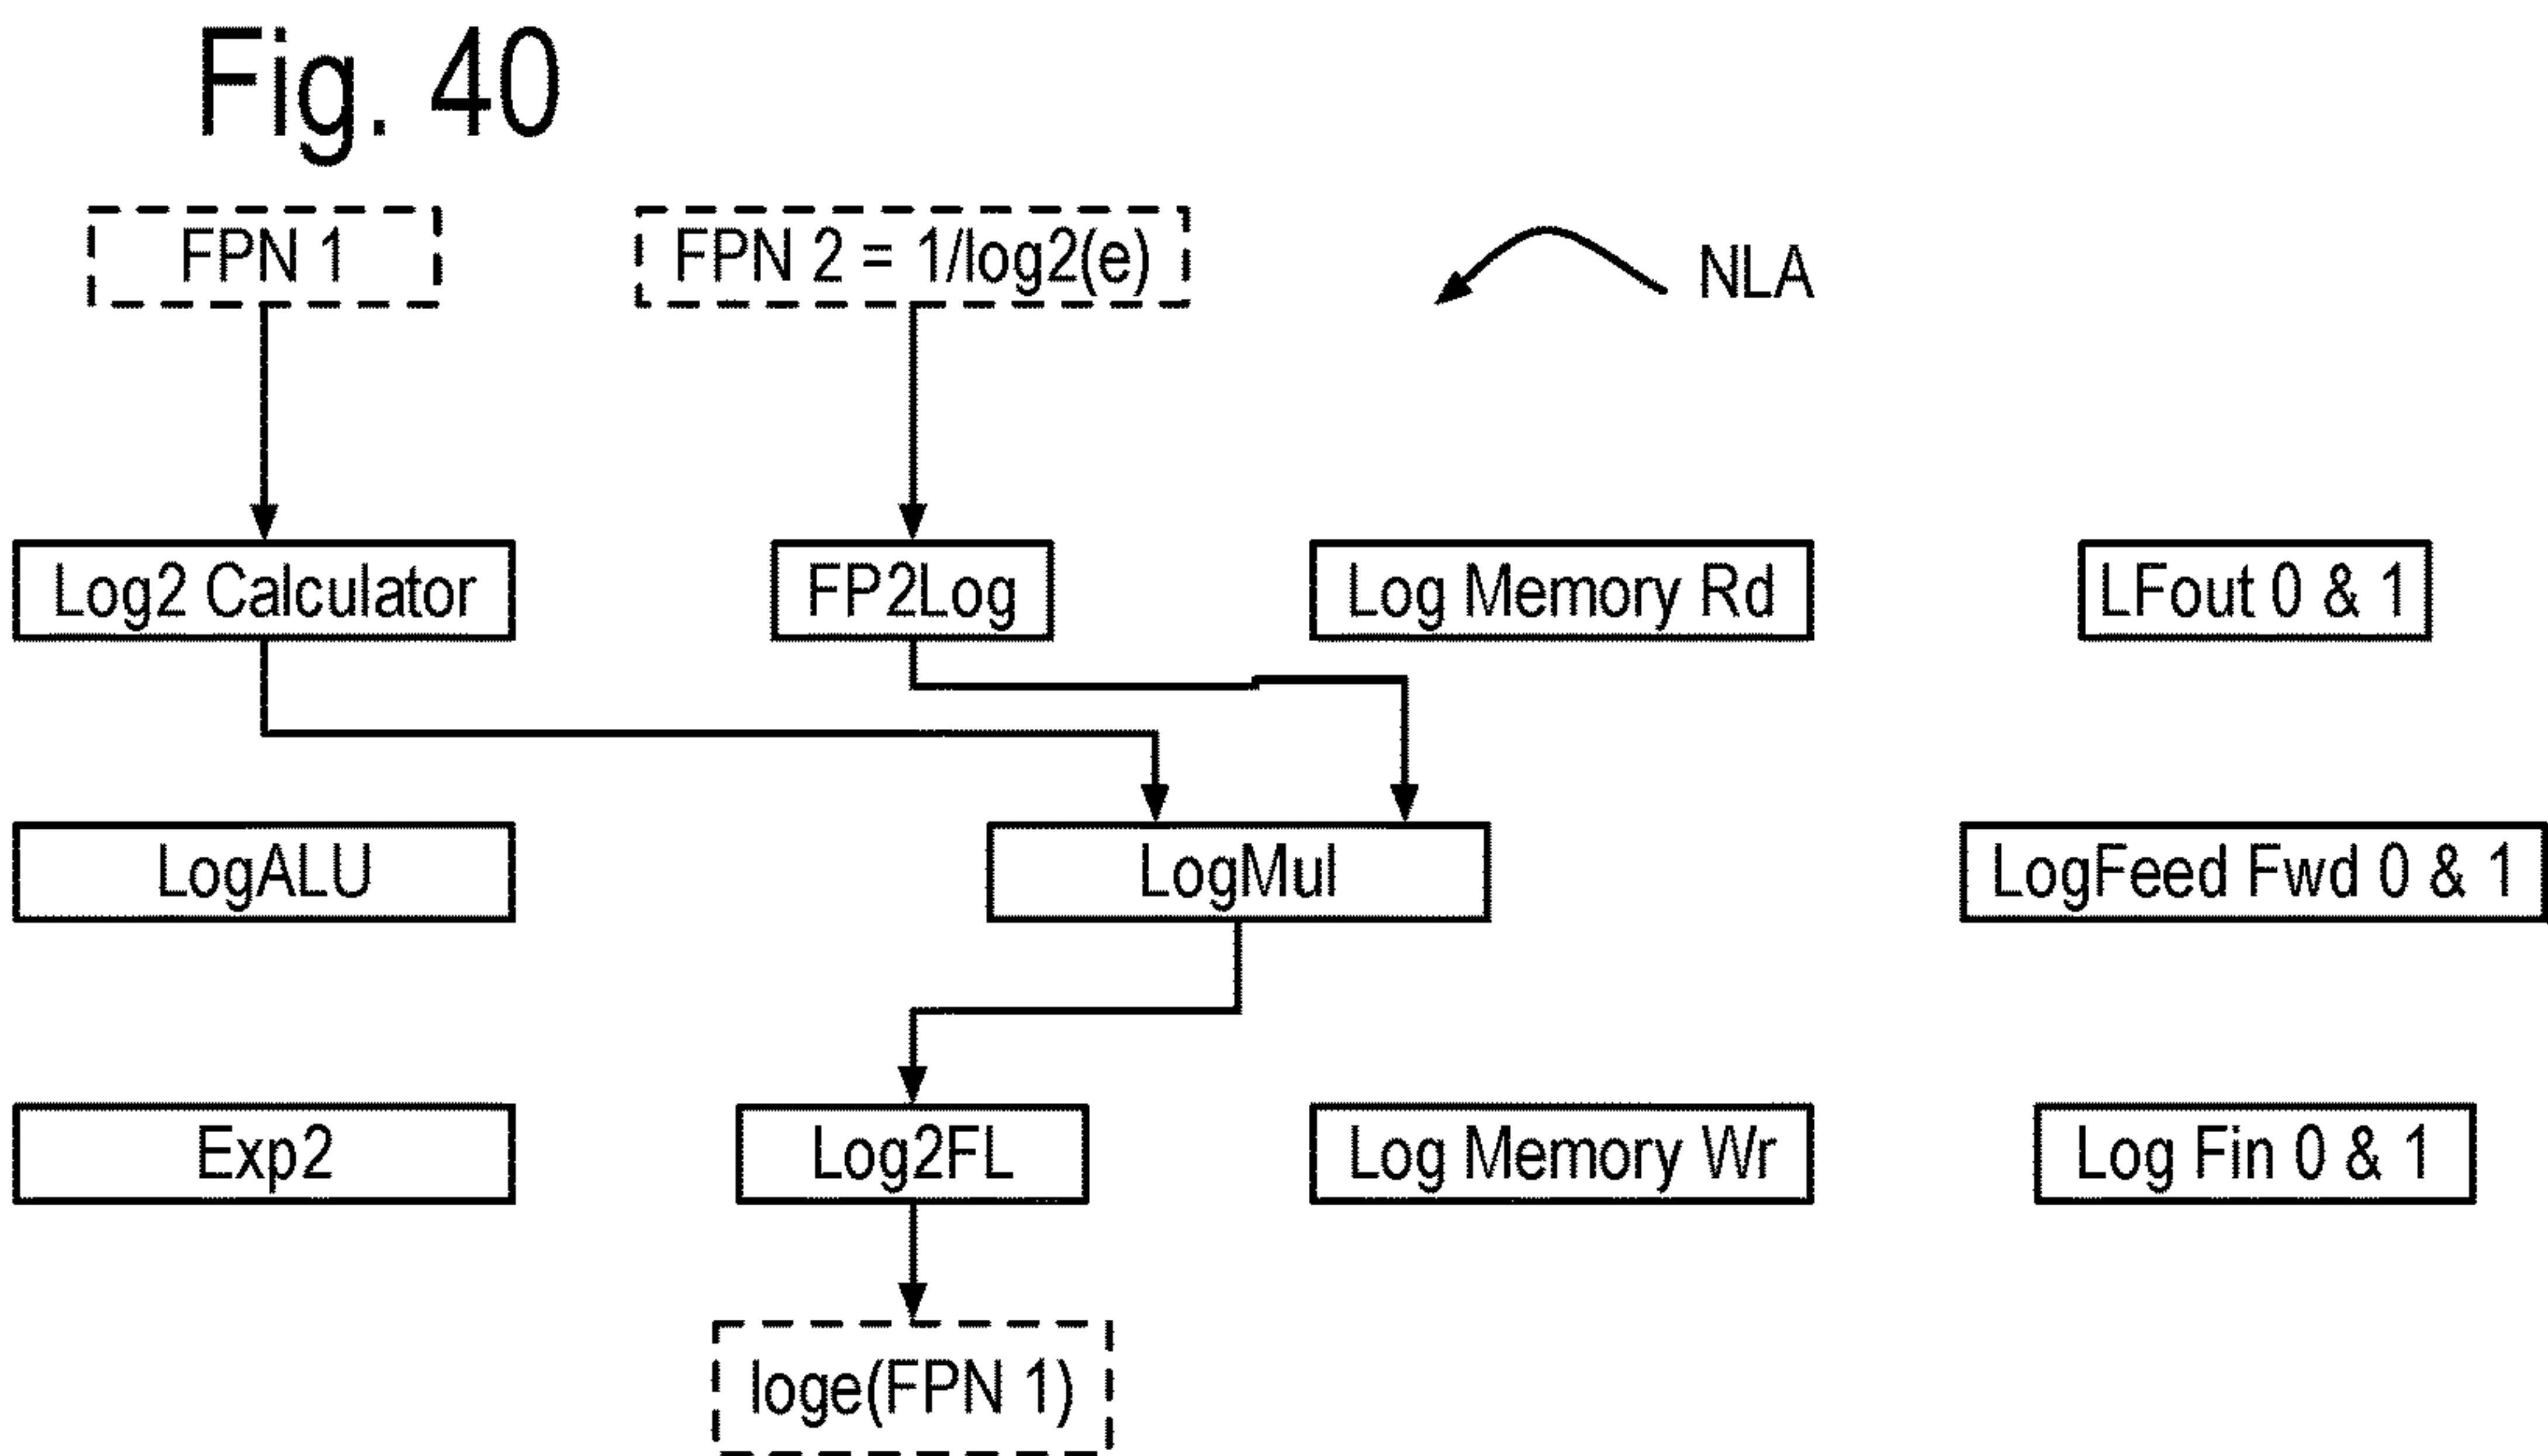 Fig. 40
FPN 1
FPN 2 = 1/log2(e)
NLA
Log2 Calculator
FP2Log
Log Memory Rd
LFout 0 & 1
LogALU
LogMul
LogFeed Fwd 0 & 1
Exp2
Log2FL
Log Memory Wr
Log Fin 0 & 1
loge(FPN 1)